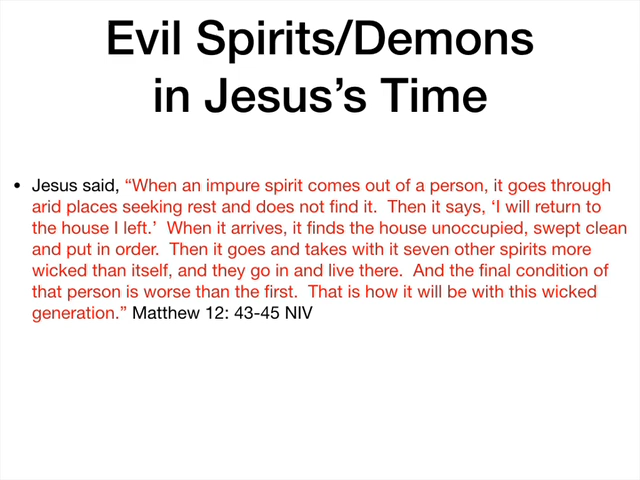 Evil Spirits/Demons
in Jesus’s Time
• Jesus said, “When an impure spirit comes out of a person, it goes through
arid places seeking rest and does not find it.  Then it says, ‘I will return to
the house I left.’  When it arrives, it finds the house unoccupied, swept clean
and put in order.  Then it goes and takes with it seven other spirits more
wicked than itself, and they go in and live there.  And the final condition of
that person is worse than the first.  That is how it will be with this wicked
generation.” Matthew 12: 43-45 NIV